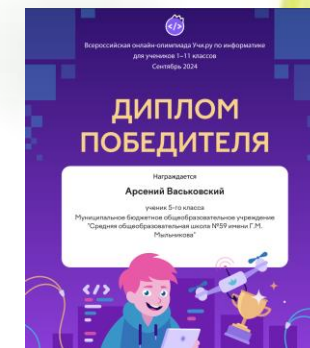 </>
Всероссийская онлайн-олимпиада Учи.ру по информатике
для учеников 1–11 классов
Сентябрь 2024
ДИПЛОМ
ПОБЕДИТЕЛЯ
Награждается
Арсений Васьковский
ученик 5-го класса
Муниципальное бюджетное общеобразовательное учреждение
"Средняя общеобразовательная школа №59 имени Г.М.
Мыльникова"
</>